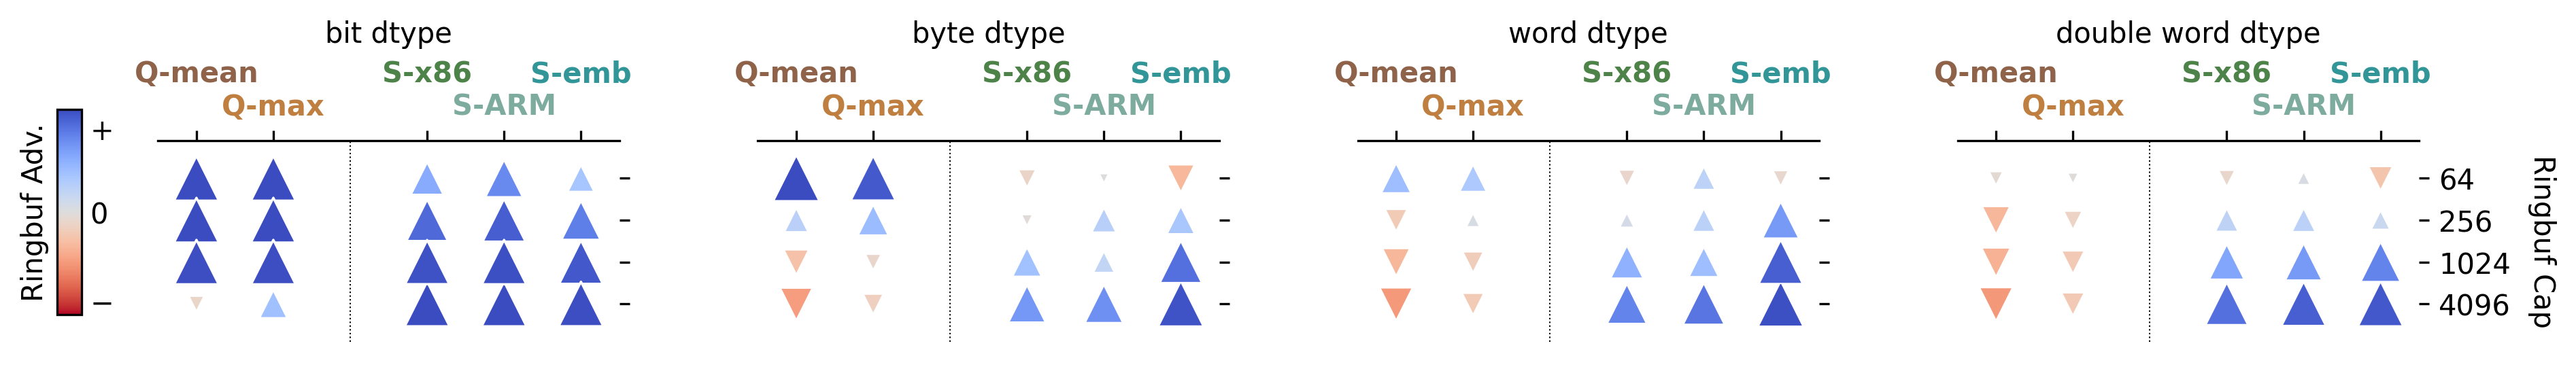 bit dtype
byte dtype
word dtype
double word dtype
Q-mean
S-x86
S-emb
Q-max
S-ARM
Q-mean
S-x86
S-emb
Q-max
S-ARM
Q-mean
S-x86
S-emb
Q-max
S-ARM
Q-mean
S-x86
S-emb
Q-max
S-ARM
Ringbuf Adv.
+
0
−
64
256
1024
4096
Ringbuf Cap